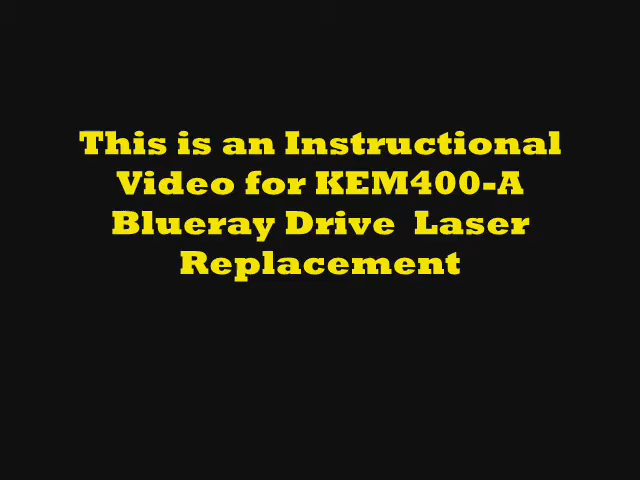 This is an Instructional
Video for KEM400-A
Blueray Drive Laser
Replacement